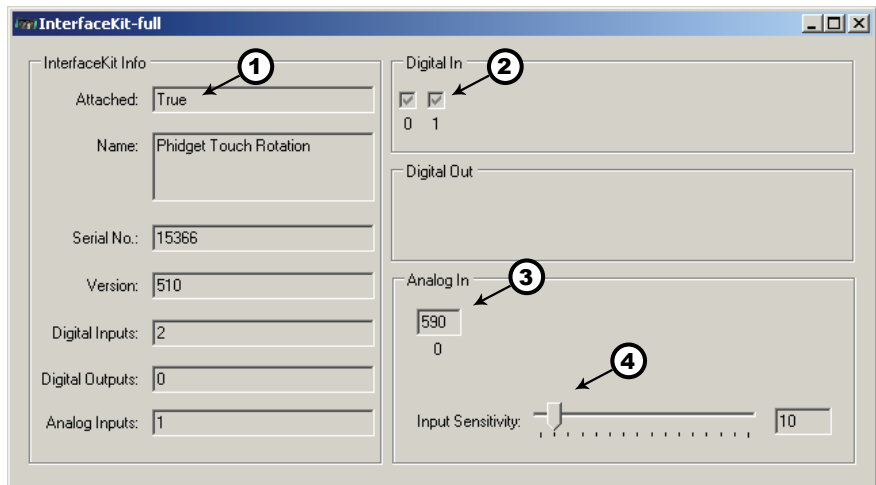 InterfaceKit-full
InterfaceKit Info
1
Attached: True
Name: Phidget Touch Rotation
Serial No.: 15366
Version: 510
Digital Inputs: 2
Digital Outputs: 0
Analog Inputs: 1
Digital In
2
0 1
Digital Out
Analog In
3
590
0
4
Input Sensitivity: 10